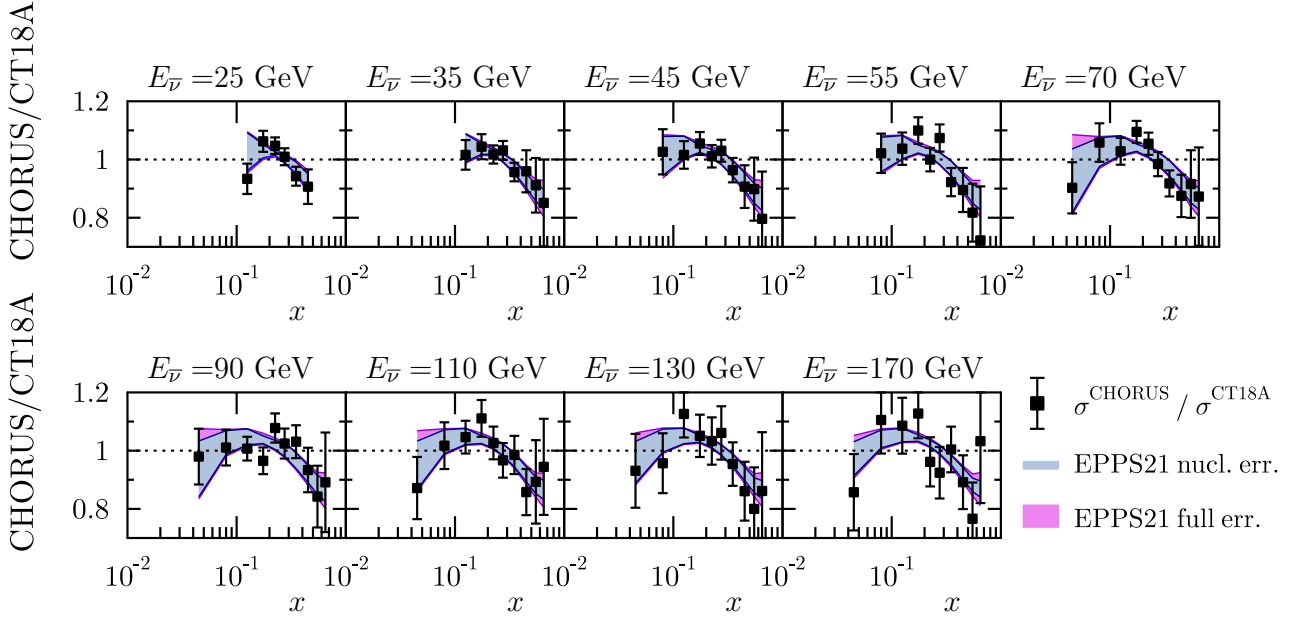 E_ν̅ =25 GeV E_ν̅ =35 GeV E_ν̅ =45 GeV E_ν̅ =55 GeV E_ν̅ =70 GeV
CHORUS/CT18A
1.2
1
0.8
10⁻² 10⁻¹ 10⁻² 10⁻¹ 10⁻² 10⁻¹ 10⁻² 10⁻¹ 10⁻² 10⁻¹
x x x x x
E_ν̅ =90 GeV E_ν̅ =110 GeV E_ν̅ =130 GeV E_ν̅ =170 GeV
CHORUS/CT18A
1.2
1
0.8
10⁻² 10⁻¹ 10⁻² 10⁻¹ 10⁻² 10⁻¹ 10⁻² 10⁻¹
x x x x
σ^CHORUS / σ^CT18A
EPPS21 nucl. err.
EPPS21 full err.